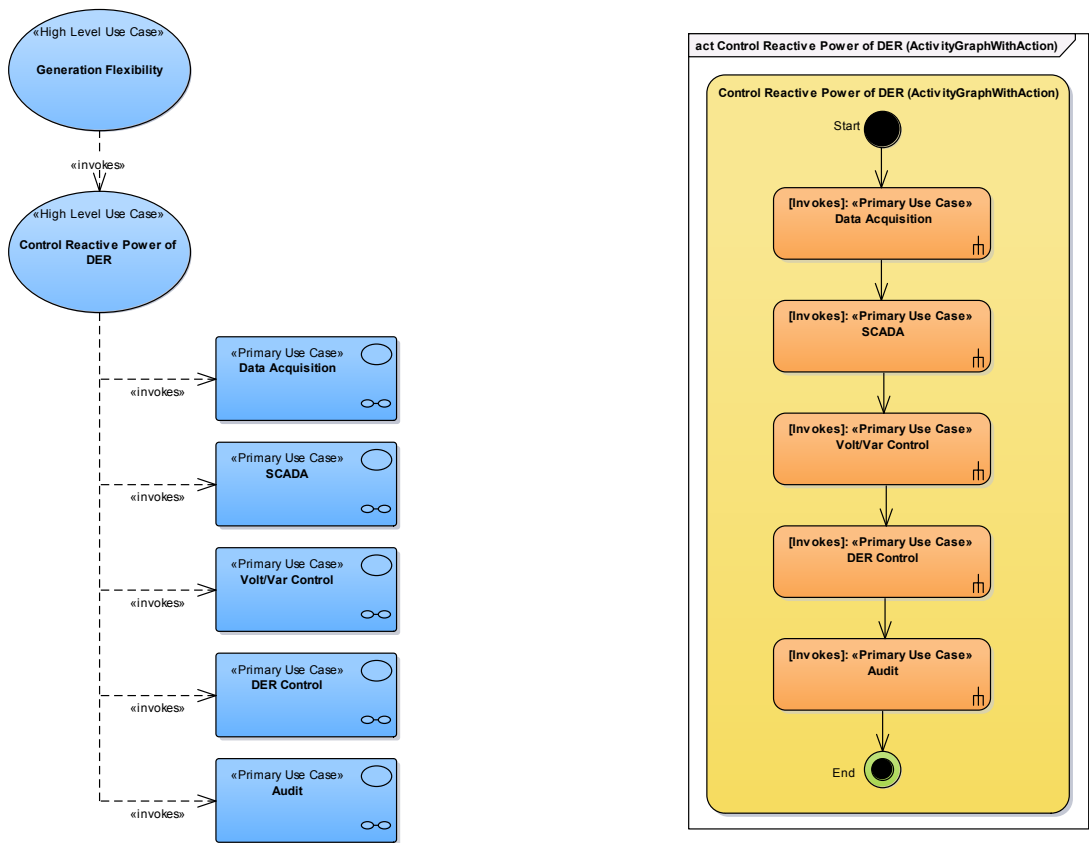 «High Level Use Case»
Generation Flexibility
«invokes»
«High Level Use Case»
Control Reactive Power of
DER
«Primary Use Case»
Data Acquisition
«invokes»
«Primary Use Case»
SCADA
«invokes»
«Primary Use Case»
Volt/Var Control
«invokes»
«Primary Use Case»
DER Control
«invokes»
«Primary Use Case»
Audit
«invokes»
act Control Reactive Power of DER (ActivityGraphWithAction)
Control Reactive Power of DER (ActivityGraphWithAction)
Start
[Invokes]: «Primary Use Case»
Data Acquisition
[Invokes]: «Primary Use Case»
SCADA
[Invokes]: «Primary Use Case»
Volt/Var Control
[Invokes]: «Primary Use Case»
DER Control
[Invokes]: «Primary Use Case»
Audit
End